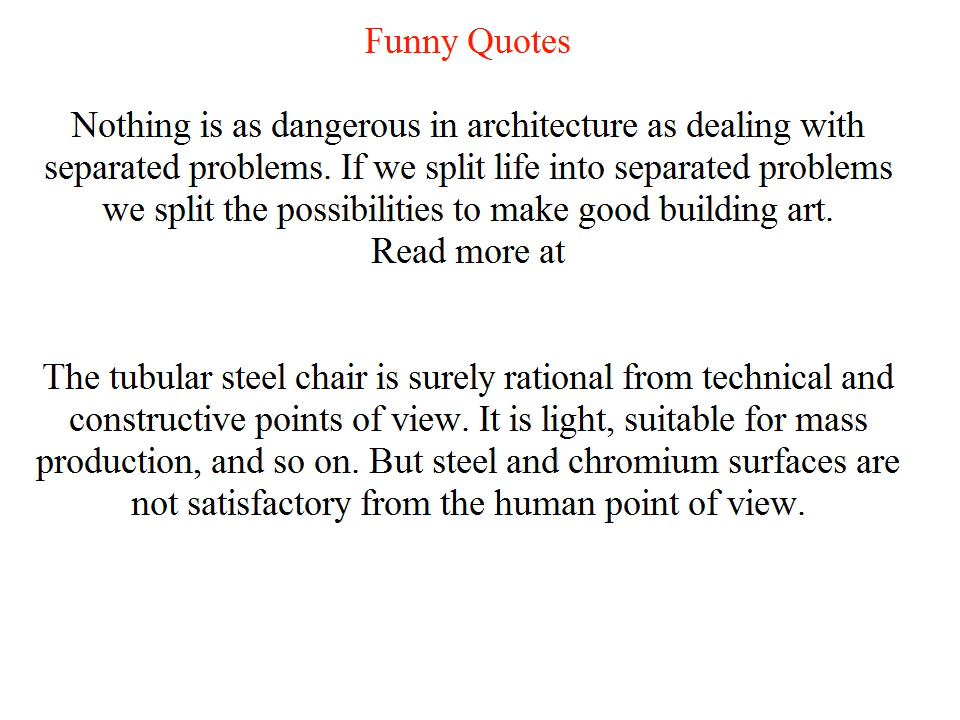 Funny Quotes
Nothing is as dangerous in architecture as dealing with
separated problems. If we split life into separated problems
we split the possibilities to make good building art.
Read more at
The tubular steel chair is surely rational from technical and
constructive points of view. It is light, suitable for mass
production, and so on. But steel and chromium surfaces are
not satisfactory from the human point of view.